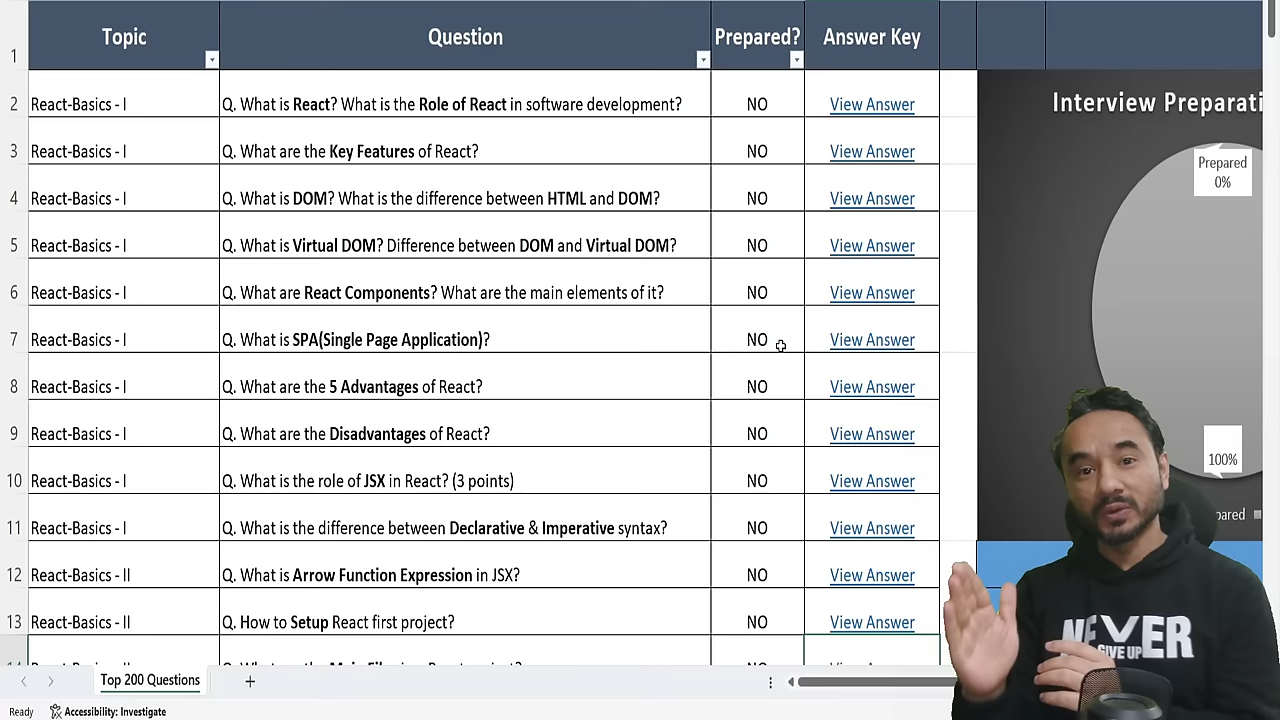 Topic Question Prepared? Answer Key
1
2 React-Basics - I Q. What is React? What is the Role of React in software development? NO View Answer
3 React-Basics - I Q. What are the Key Features of React? NO View Answer
4 React-Basics - I Q. What is DOM? What is the difference between HTML and DOM? NO View Answer
5 React-Basics - I Q. What is Virtual DOM? Difference between DOM and Virtual DOM? NO View Answer
6 React-Basics - I Q. What are React Components? What are the main elements of it? NO View Answer
7 React-Basics - I Q. What is SPA(Single Page Application)? NO View Answer
8 React-Basics - I Q. What are the 5 Advantages of React? NO View Answer
9 React-Basics - I Q. What are the Disadvantages of React? NO View Answer
10 React-Basics - I Q. What is the role of JSX in React? (3 points) NO View Answer
11 React-Basics - I Q. What is the difference between Declarative & Imperative syntax? NO View Answer
12 React-Basics - II Q. What is Arrow Function Expression in JSX? NO View Answer
13 React-Basics - II Q. How to Setup React first project? NO View Answer
Interview Preparati
Prepared
0%
100%
pared
NEVER
GIVE UP
Top 200 Questions
Ready Accessibility: Investigate